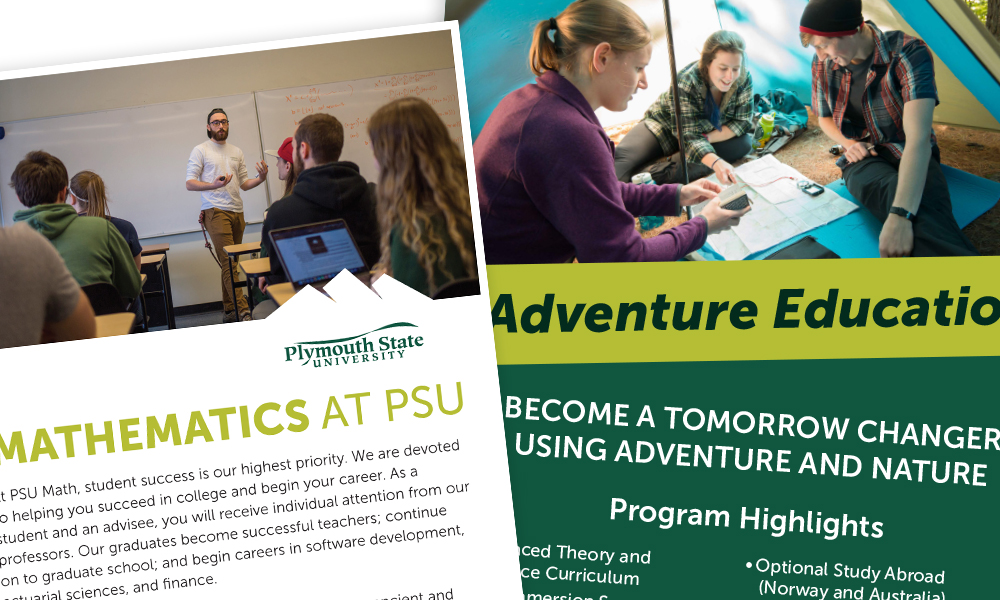 Plymouth State
UNIVERSITY
MATHEMATICS AT PSU
At PSU Math, student success is our highest priority. We are devoted
to helping you succeed in college and begin your career. As a
student and an advisee, you will receive individual attention from our
professors. Our graduates become successful teachers; continue
on to graduate school; and begin careers in software development,
actuarial sciences, and finance.
and
Adventure Educatio
BECOME A TOMORROW CHANGER
USING ADVENTURE AND NATURE
Program Highlights
nced Theory and
ce Curriculum
• Optional Study Abroad
(Norway and Australia)